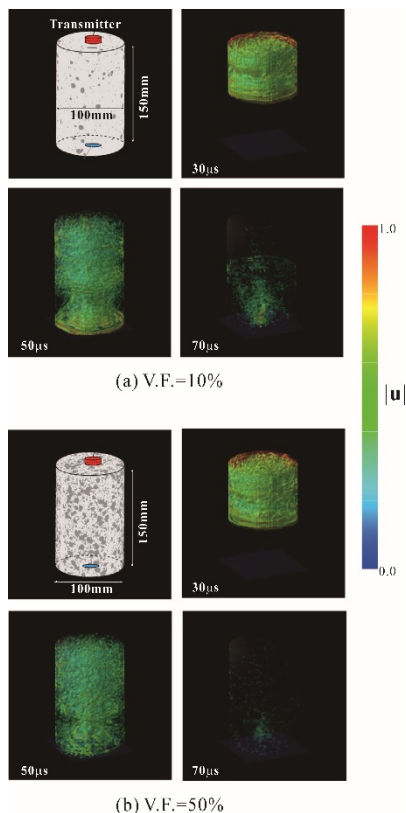 Transmitter
150mm
100mm
30μs
50μs
70μs
1.0
|u|
0.0
(a) V.F.=10%
150mm
100mm
30μs
50μs
70μs
(b) V.F.=50%